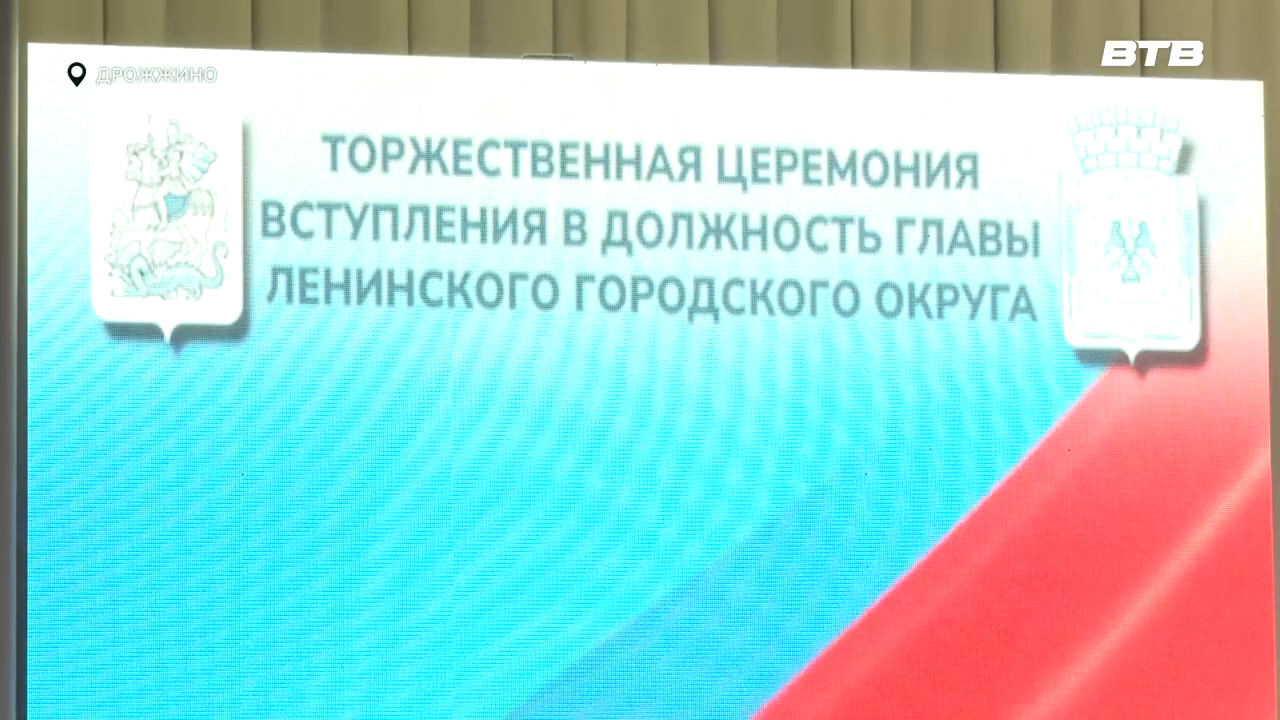 ВТВ
ДРОЖЖИНО
ТОРЖЕСТВЕННАЯ ЦЕРЕМОНИЯ
ВСТУПЛЕНИЯ В ДОЛЖНОСТЬ ГЛАВЫ
ЛЕНИНСКОГО ГОРОДСКОГО ОКРУГА